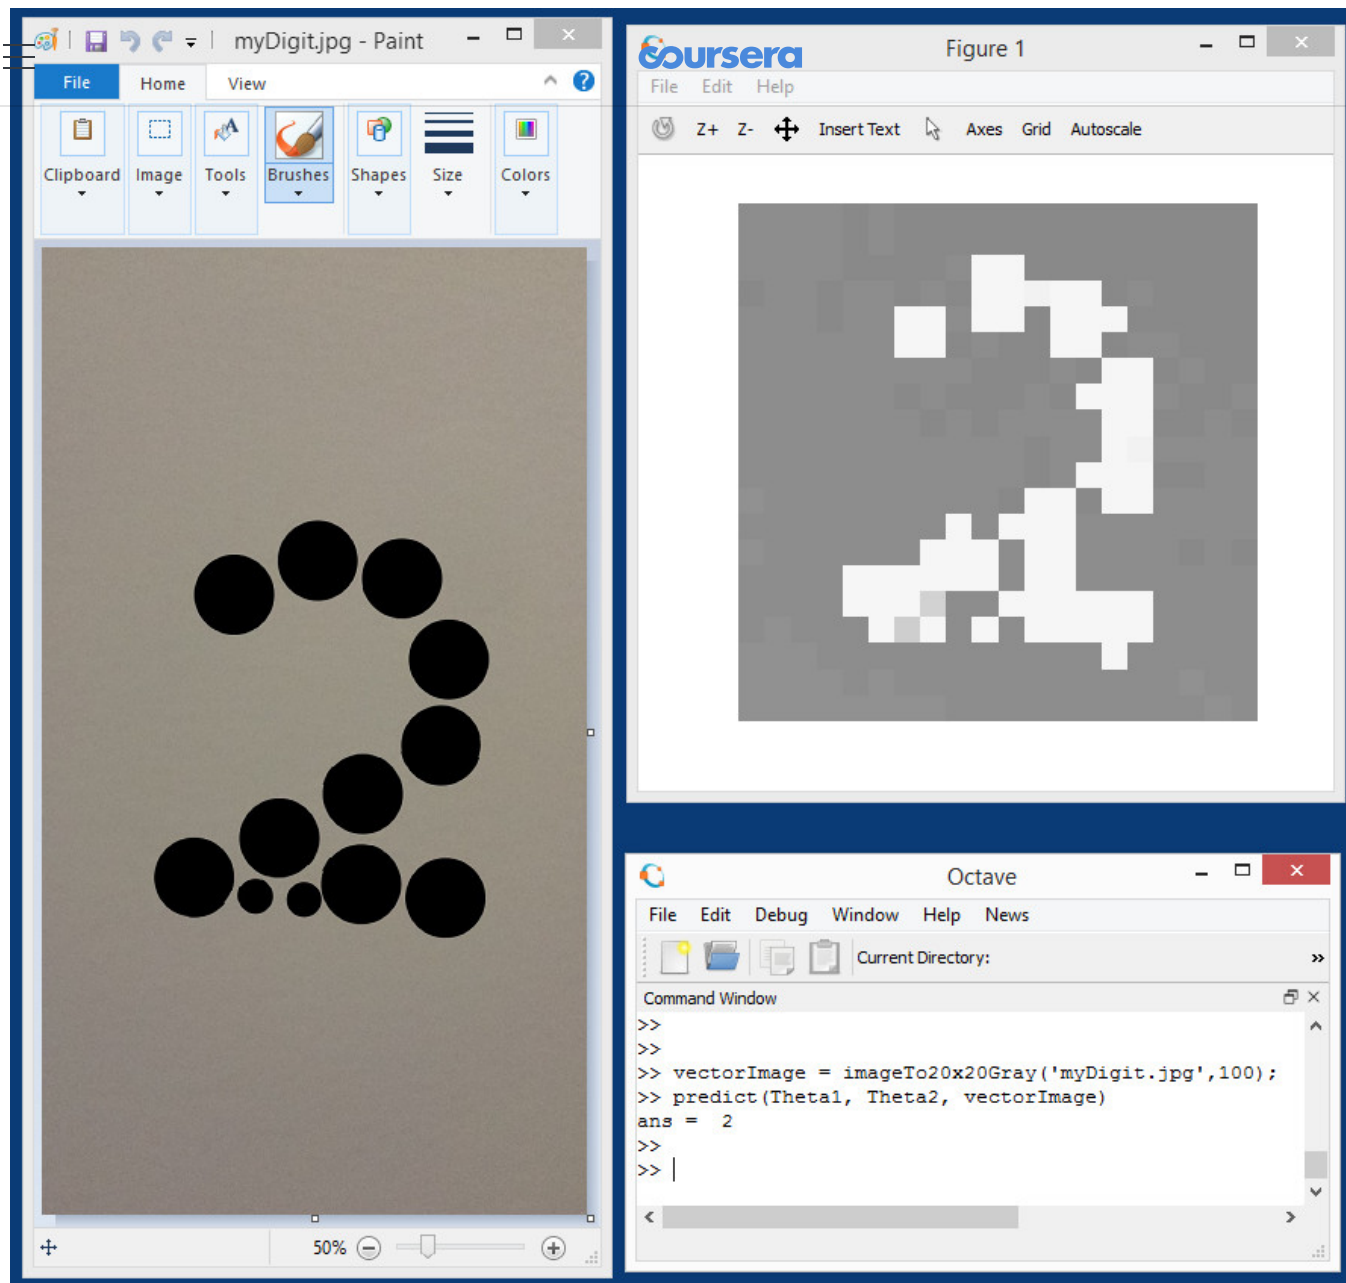 myDigit.jpg - Paint
File Home View
Clipboard Image Tools Brushes Shapes Size Colors
50%
coursera
Figure 1
File Edit Help
Z+ Z- Insert Text Axes Grid Autoscale
Octave
File Edit Debug Window Help News
Current Directory:
Command Window
>>
>>
>> vectorImage = imageTo20x20Gray('myDigit.jpg',100);
>> predict(Theta1, Theta2, vectorImage)
ans =  2
>>
>>